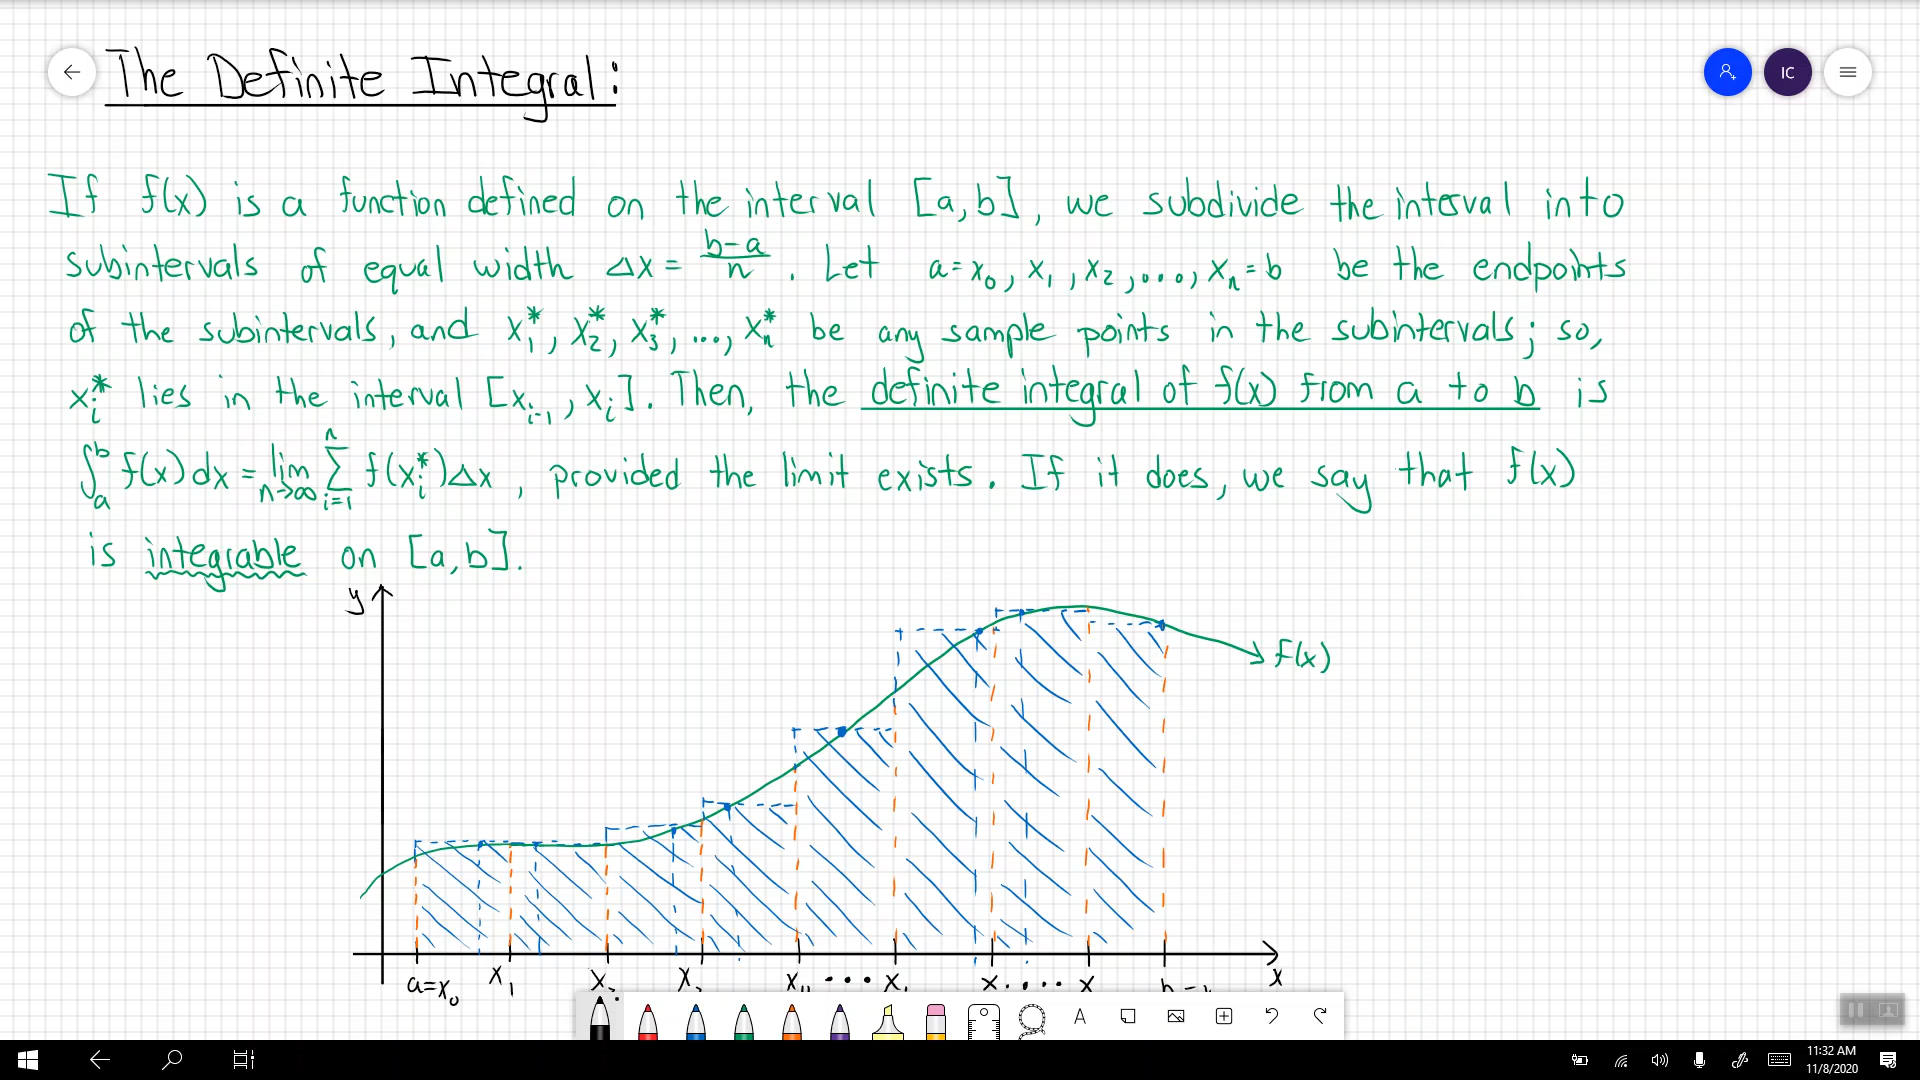 The Definite Integral:
IC
If f(x) is a function defined on the interval [a,b], we subdivide the interval into
subintervals of equal width Δx = (b-a)/n. Let a=x₀, x₁, x₂, ..., xₙ=b be the endpoints
of the subintervals, and x₁*, x₂*, x₃*, ..., xₙ* be any sample points in the subintervals; so,
xᵢ* lies in the interval [xᵢ₋₁, xᵢ]. Then, the definite integral of f(x) from a to b is
∫ₐᵇ f(x)dx = lim n→∞ Σᵢ₌₁ⁿ f(xᵢ*)Δx, provided the limit exists. If it does, we say that f(x)
is integrable on [a,b].
y
f(x)
a=x₀ x₁ x
A
11:32 AM
11/8/2020